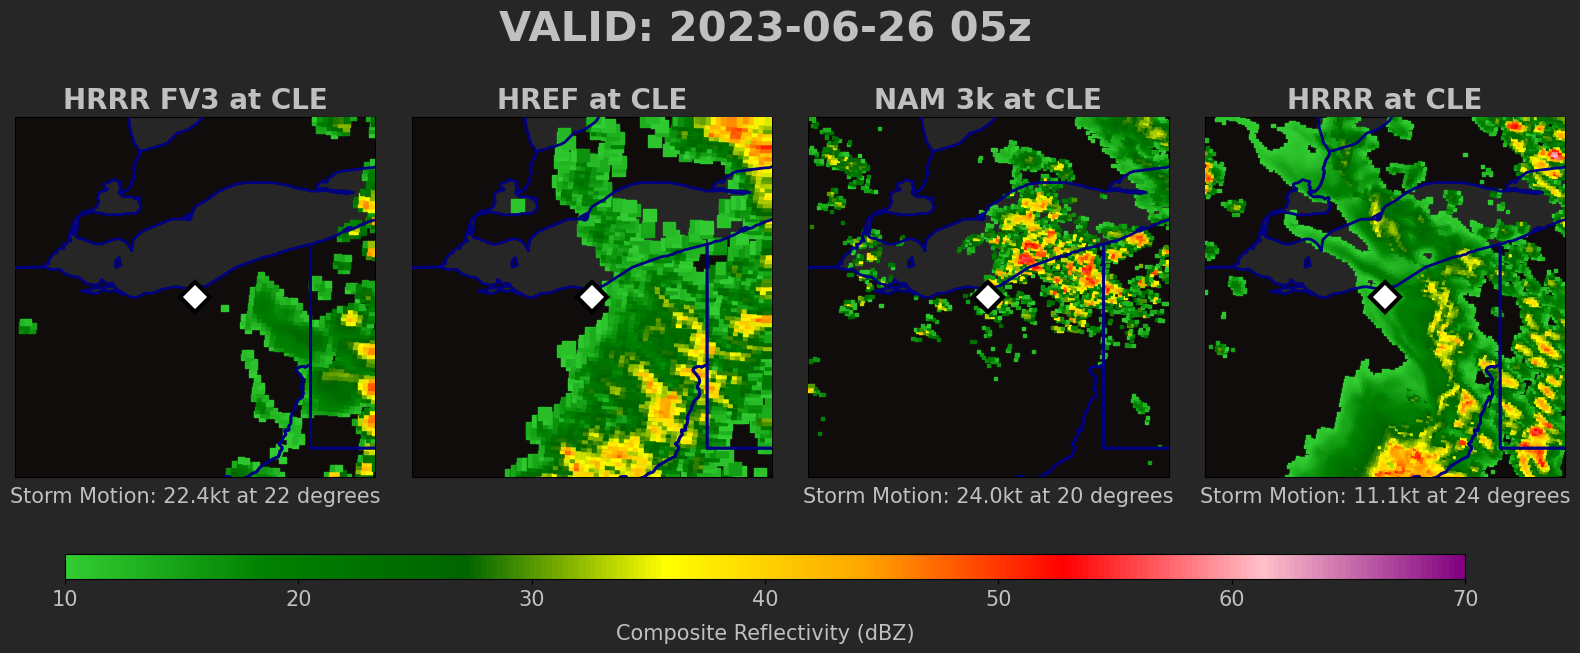 VALID: 2023-06-26 05z
HRRR FV3 at CLE
HREF at CLE
NAM 3k at CLE
HRRR at CLE
Storm Motion: 22.4kt at 22 degrees
Storm Motion: 24.0kt at 20 degrees
Storm Motion: 11.1kt at 24 degrees
10 20 30 40 50 60 70
Composite Reflectivity (dBZ)